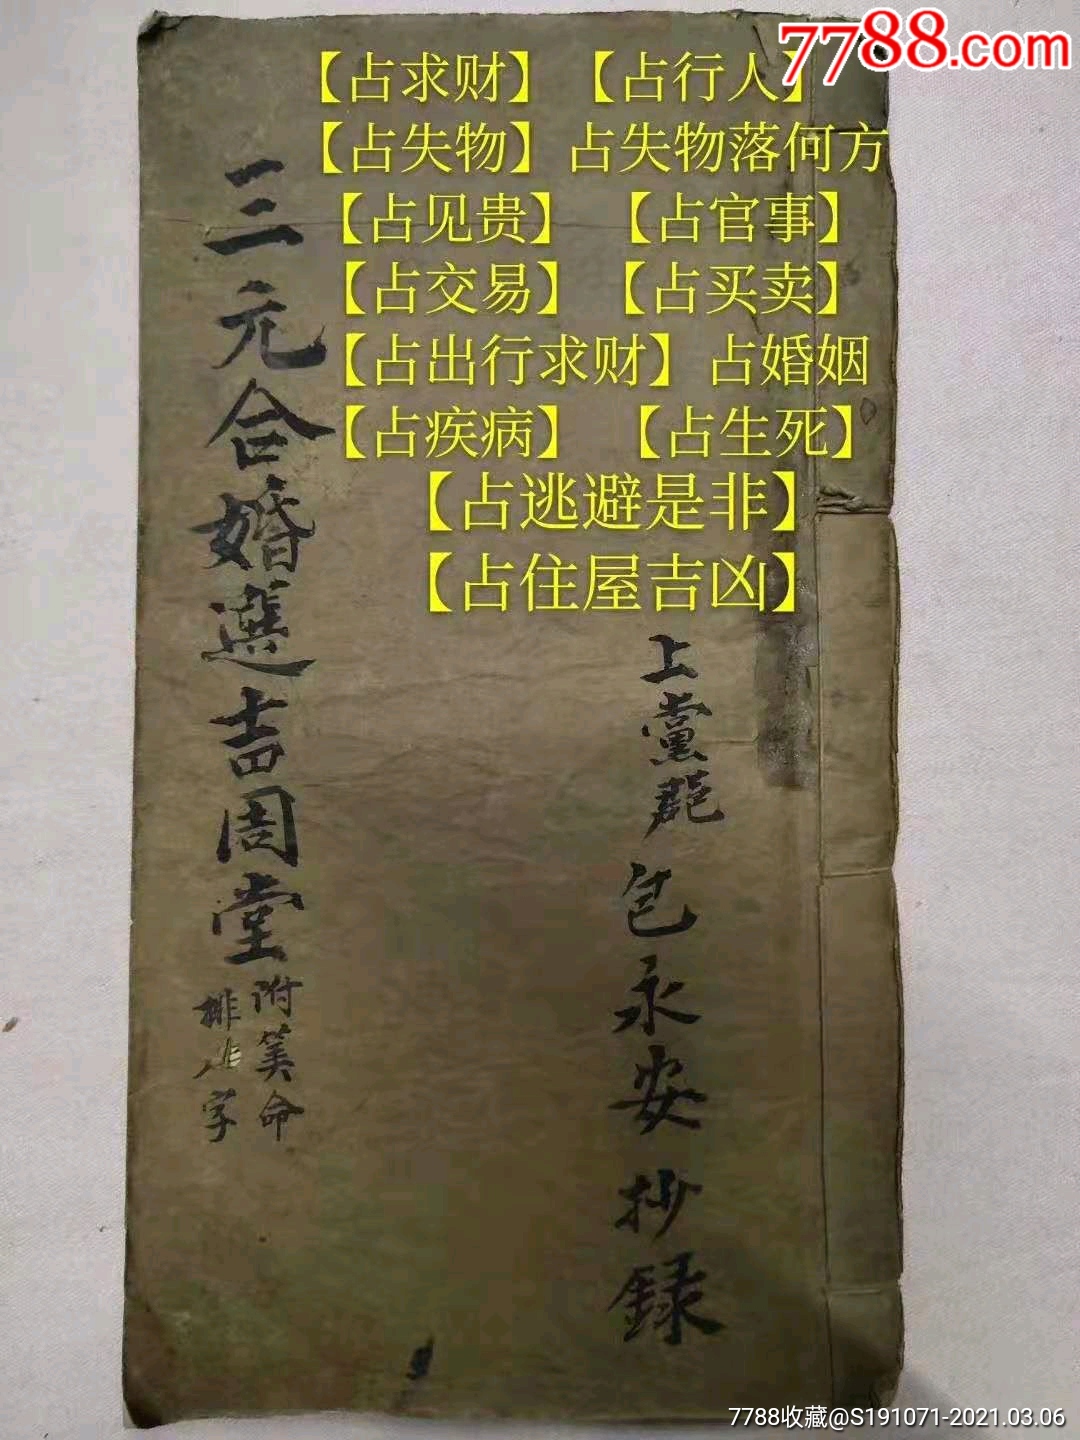 7788.com
【占求财】 【占行人】
【占失物】占失物落何方
【占见贵】 【占官事】
【占交易】 【占买卖】
【占出行求财】占婚姻
【占疾病】 【占生死】
【占逃避是非】
【占住屋吉凶】
上黨郡 包永安 抄録
三元合婚選吉周堂
附筭命
排八字
7788收藏@S191071-2021.03.06